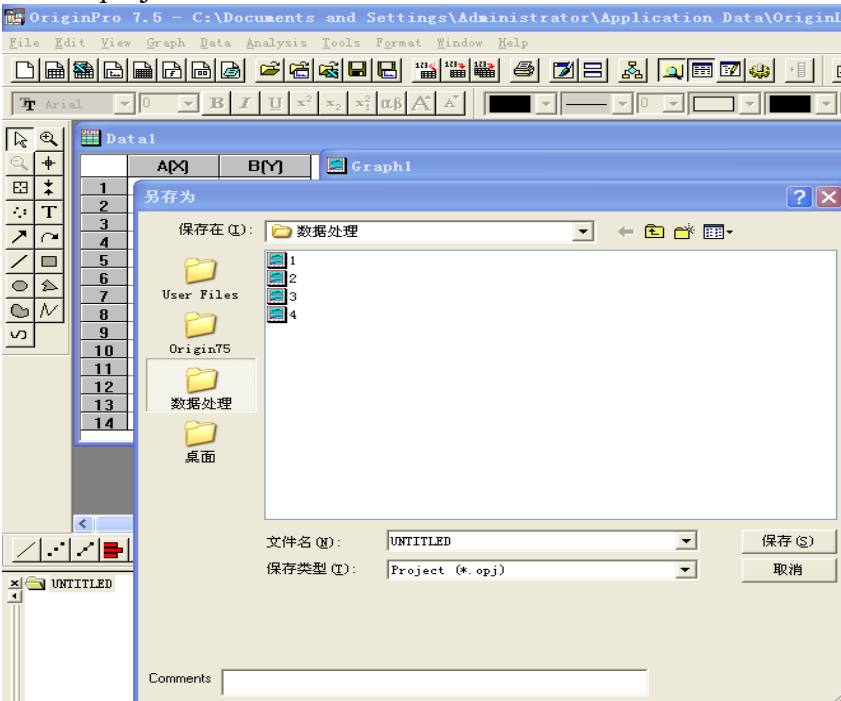 OriginPro 7.5 - C:\Documents and Settings\Administrator\Application Data\OriginL
File Edit View Graph Data Analysis Tools Format Window Help
Arial 0 B I U x² x₂ αβ A A 0
Data1
A(X) B(Y) Graph1
1
2
3
4
5
6
7
8
9
10
11
12
13
14
另存为
保存在(I): 数据处理
1
2
3
4
User Files
Origin75
数据处理
桌面
文件名(N): UNTITLED 保存(S)
保存类型(T): Project (*.opj) 取消
UNTITLED
Comments